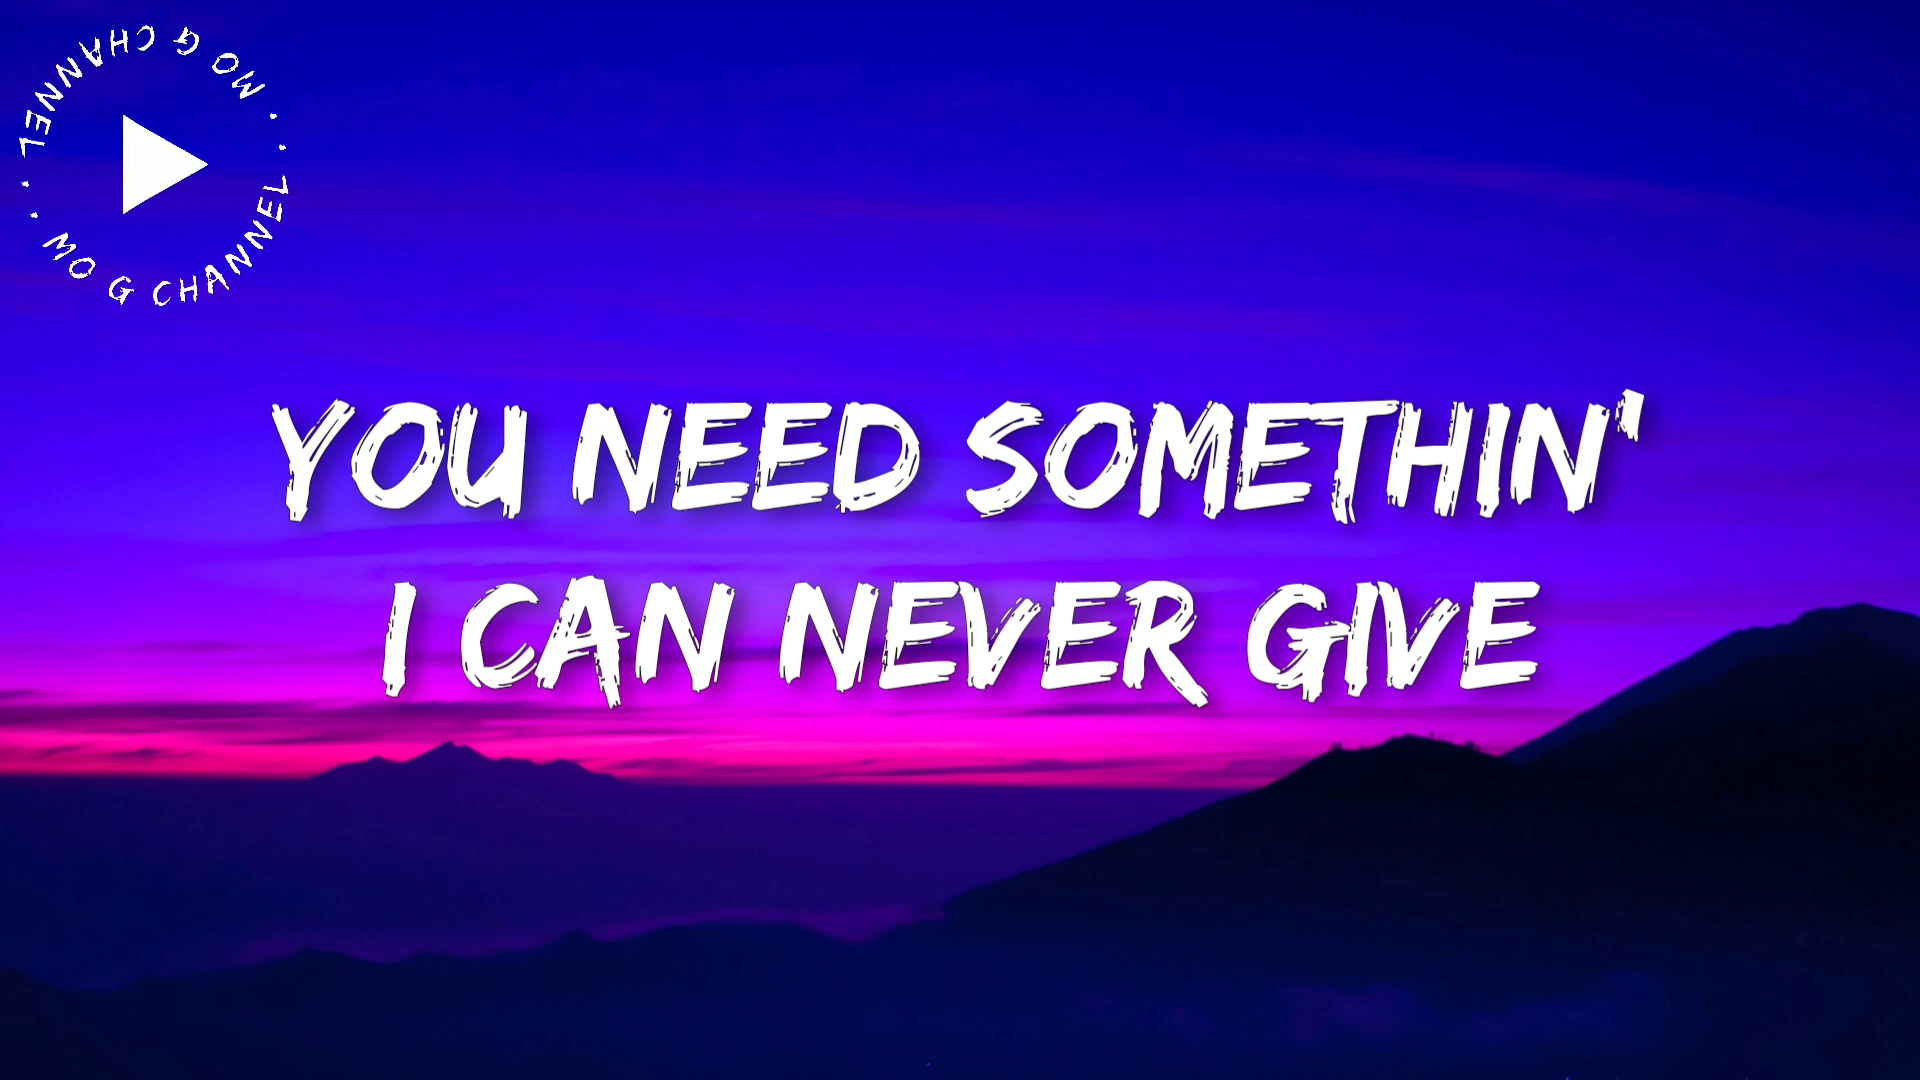 MO G CHANNEL · · MO G CHANNEL · ·
YOU NEED SOMETHIN'
I CAN NEVER GIVE